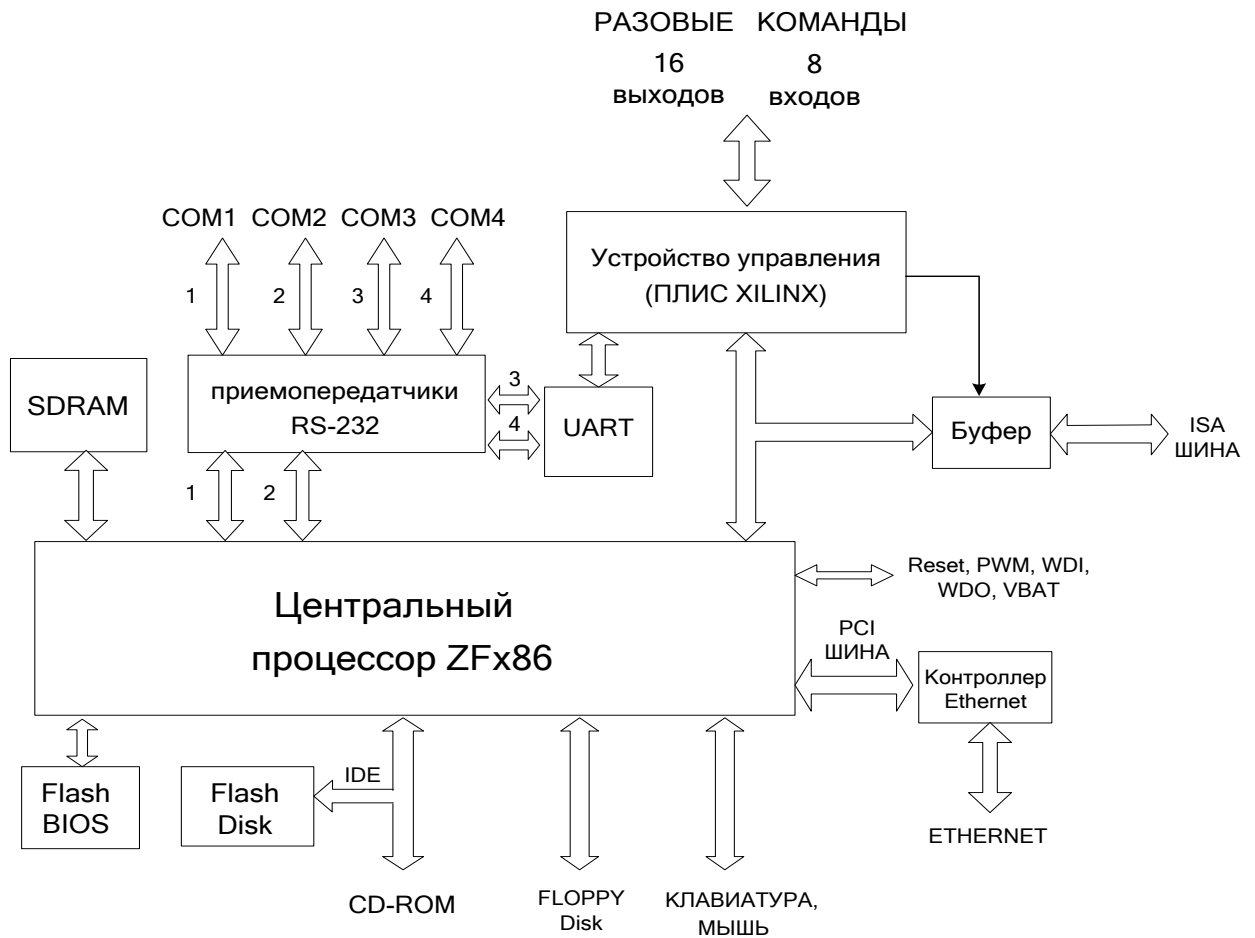 РАЗОВЫЕ КОМАНДЫ
16 8
выходов входов
COM1 COM2 COM3 COM4
1 2 3 4
Устройство управления
(ПЛИС XILINX)
SDRAM
приемопередатчики
RS-232
3
4
UART
Буфер
ISA
ШИНА
1 2
Центральный
процессор ZFx86
Reset, PWM, WDI,
WDO, VBAT
PCI
ШИНА
Контроллер
Ethernet
Flash
BIOS
Flash
Disk
IDE
ETHERNET
CD-ROM
FLOPPY
Disk
КЛАВИАТУРА,
МЫШЬ